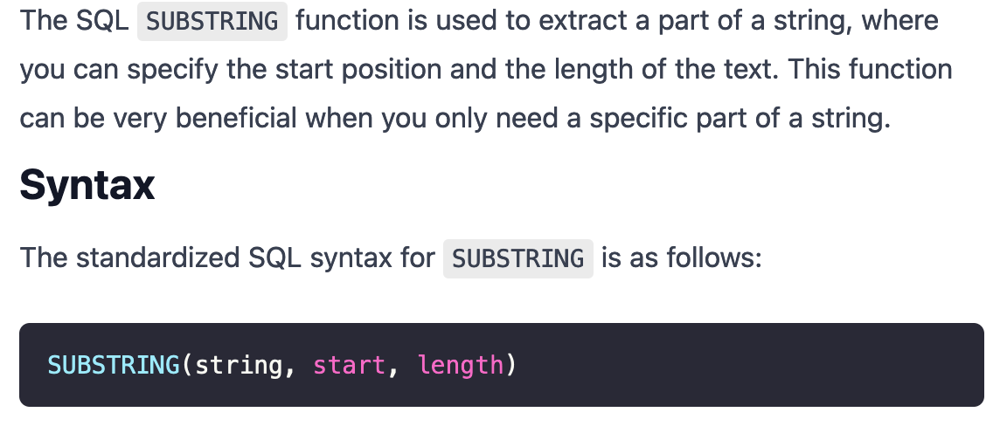 The SQL SUBSTRING function is used to extract a part of a string, where
you can specify the start position and the length of the text. This function
can be very beneficial when you only need a specific part of a string.
Syntax
The standardized SQL syntax for SUBSTRING is as follows:
SUBSTRING(string, start, length)